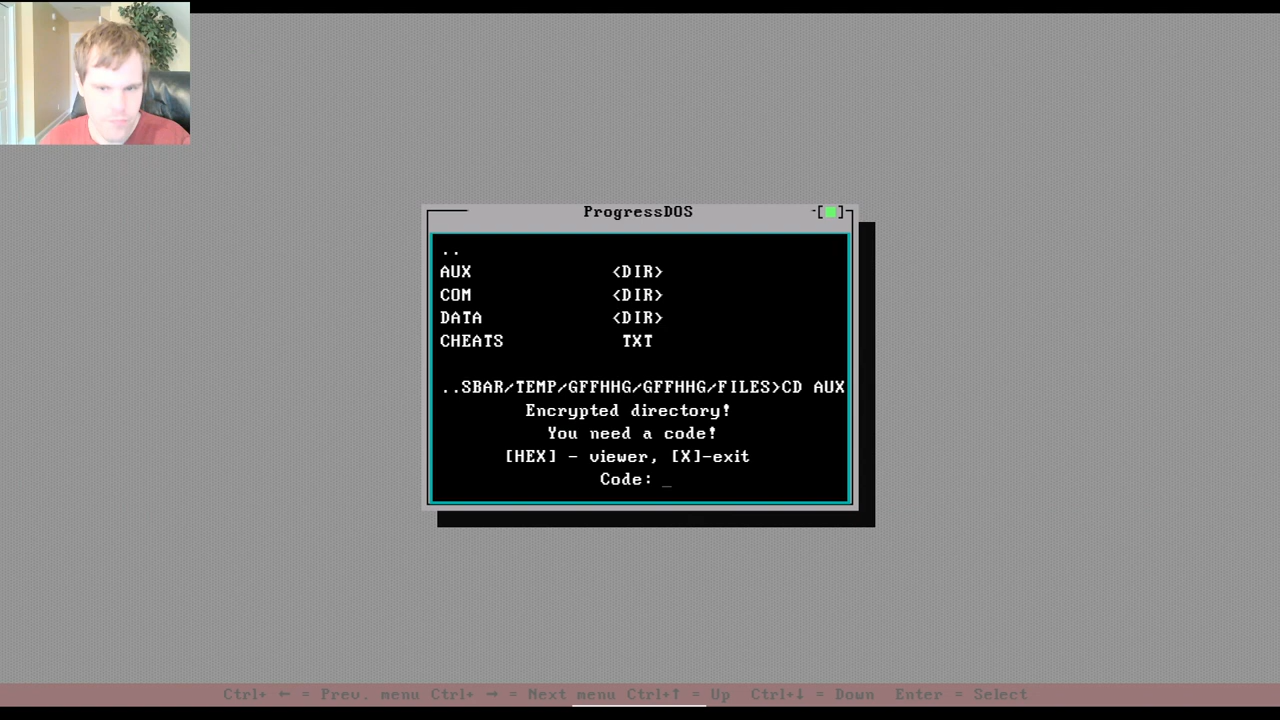 ProgressDOS
-[■]-
..
AUX <DIR>
COM <DIR>
DATA <DIR>
CHEATS TXT
..SBAR/TEMP/GFFHHG/GFFHHG/FILES>CD AUX
Encrypted directory!
You need a code!
[HEX] - viewer, [X]-exit
Code: _
Ctrl+ ← = Prev. menu Ctrl+ → = Next menu Ctrl+↑ = Up Ctrl+↓ = Down Enter = Select